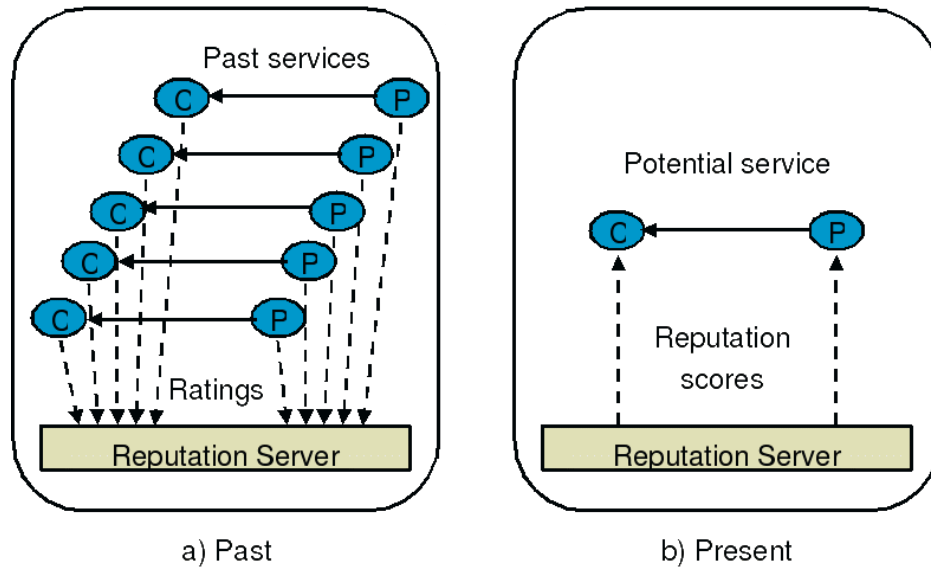 Past services
C P
C P
C P
C P
C P
Ratings
Reputation Server
a) Past
Potential service
C P
Reputation
scores
Reputation Server
b) Present